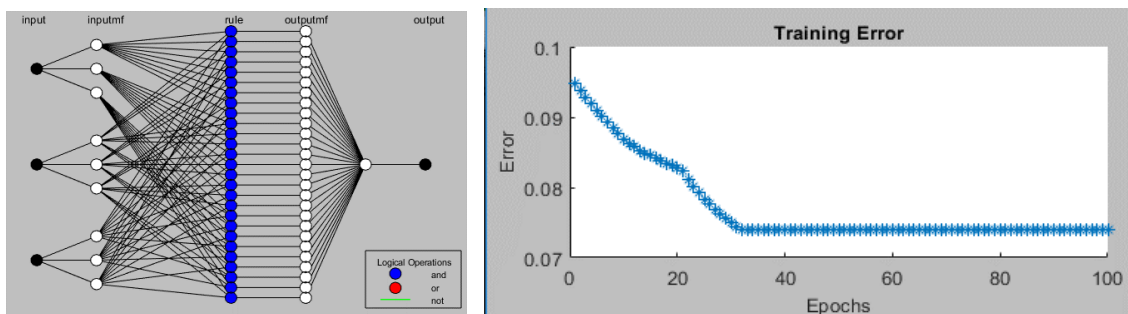 input inputmf rule outputmf output
Logical Operations
and
or
not
Training Error
0.1
0.09
0.08
0.07
Error
0 20 40 60 80 100
Epochs